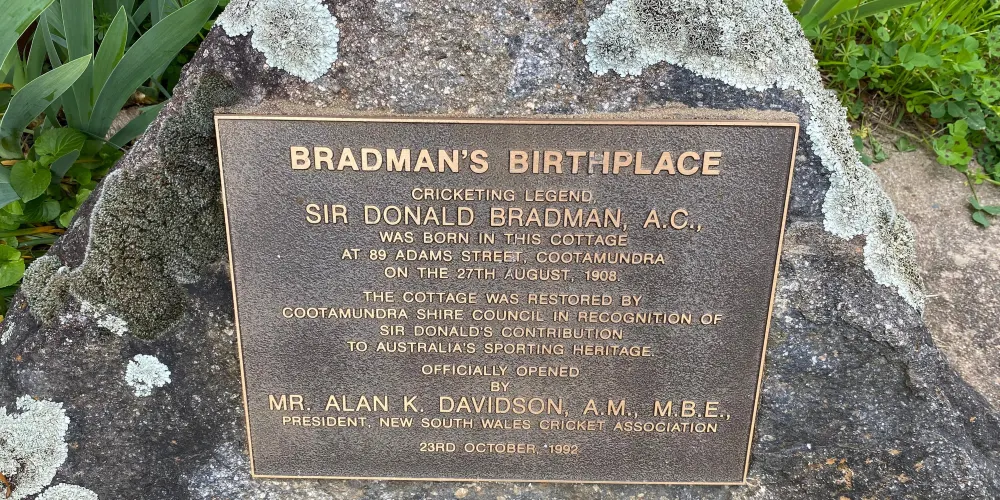 BRADMAN'S BIRTHPLACE
CRICKETING LEGEND
SIR DONALD BRADMAN, A.C.,
WAS BORN IN THIS COTTAGE
AT 89 ADAMS STREET, COOTAMUNDRA
ON THE 27TH AUGUST, 1908.
THE COTTAGE WAS RESTORED BY
COOTAMUNDRA SHIRE COUNCIL IN RECOGNITION OF
SIR DONALD'S CONTRIBUTION
TO AUSTRALIA'S SPORTING HERITAGE.
OFFICIALLY OPENED
BY
MR. ALAN K. DAVIDSON, A.M., M.B.E.,
PRESIDENT, NEW SOUTH WALES CRICKET ASSOCIATION
23RD OCTOBER, 1992